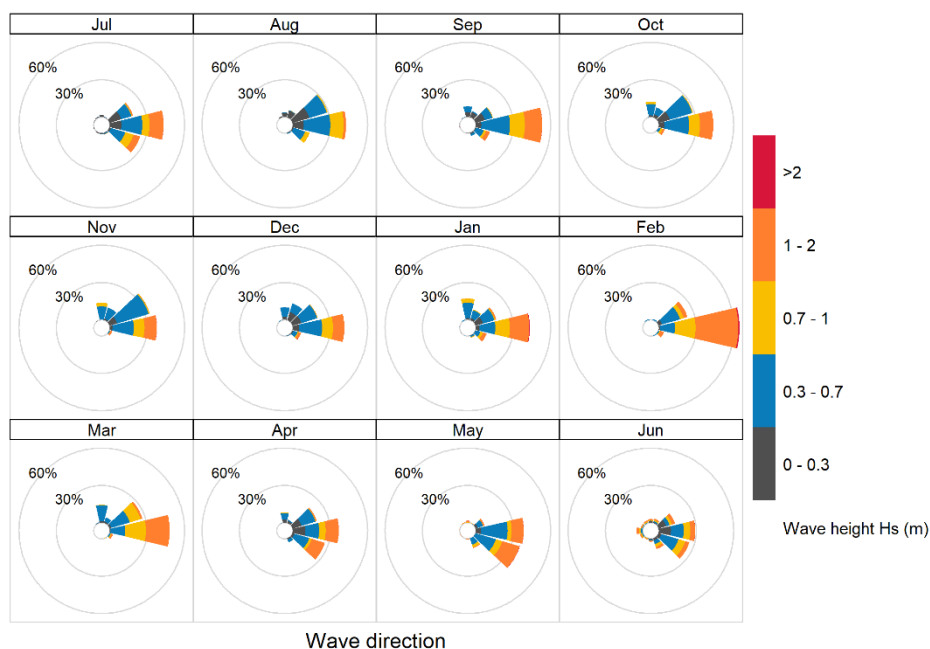 Jul Aug Sep Oct
60% 60% 60% 60%
30% 30% 30% 30%
>2
1 - 2
Nov Dec Jan Feb
60% 60% 60% 60%
30% 30% 30% 30%
0.7 - 1
0.3 - 0.7
Mar Apr May Jun
0 - 0.3
60% 60% 60% 60%
30% 30% 30% 30%
Wave height Hs (m)
Wave direction